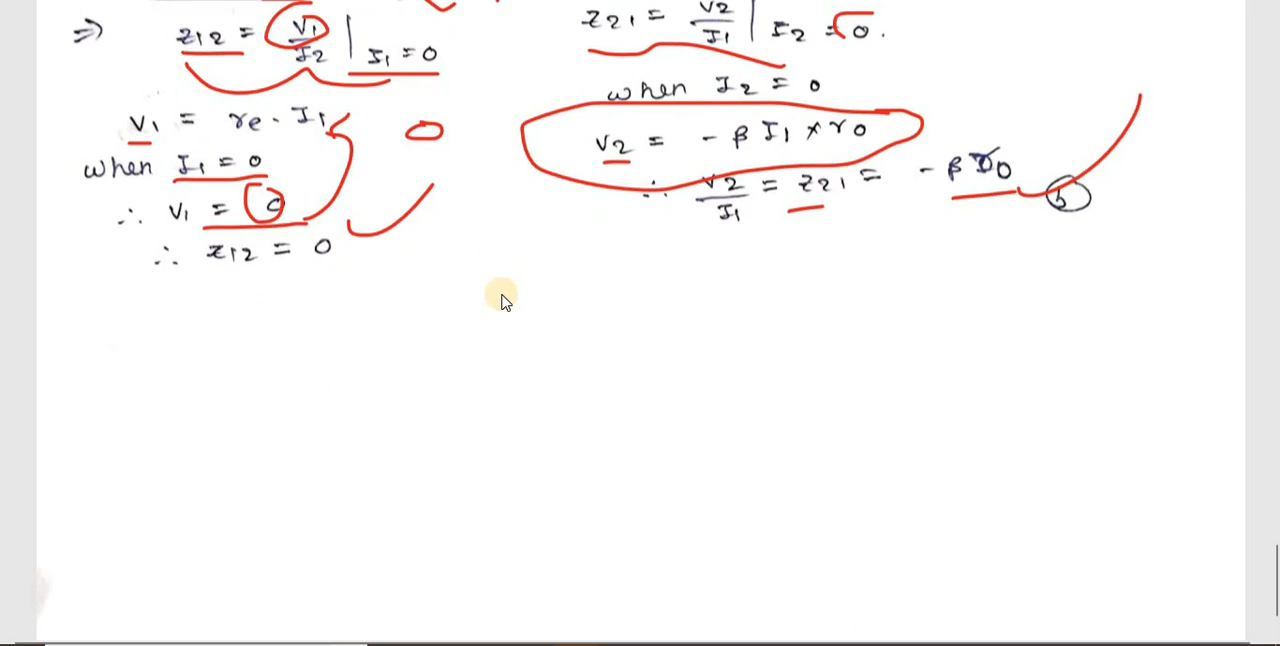 ⇒ z12 = V1/I2 | I1 = 0
V1 = re · I1
when I1 = 0
∴ V1 = 0
∴ z12 = 0
0
z21 = V2/I1 | I2 = 0.
when I2 = 0
V2 = - β I1 × r0
∴ V2/I1 = z21 = - β r0